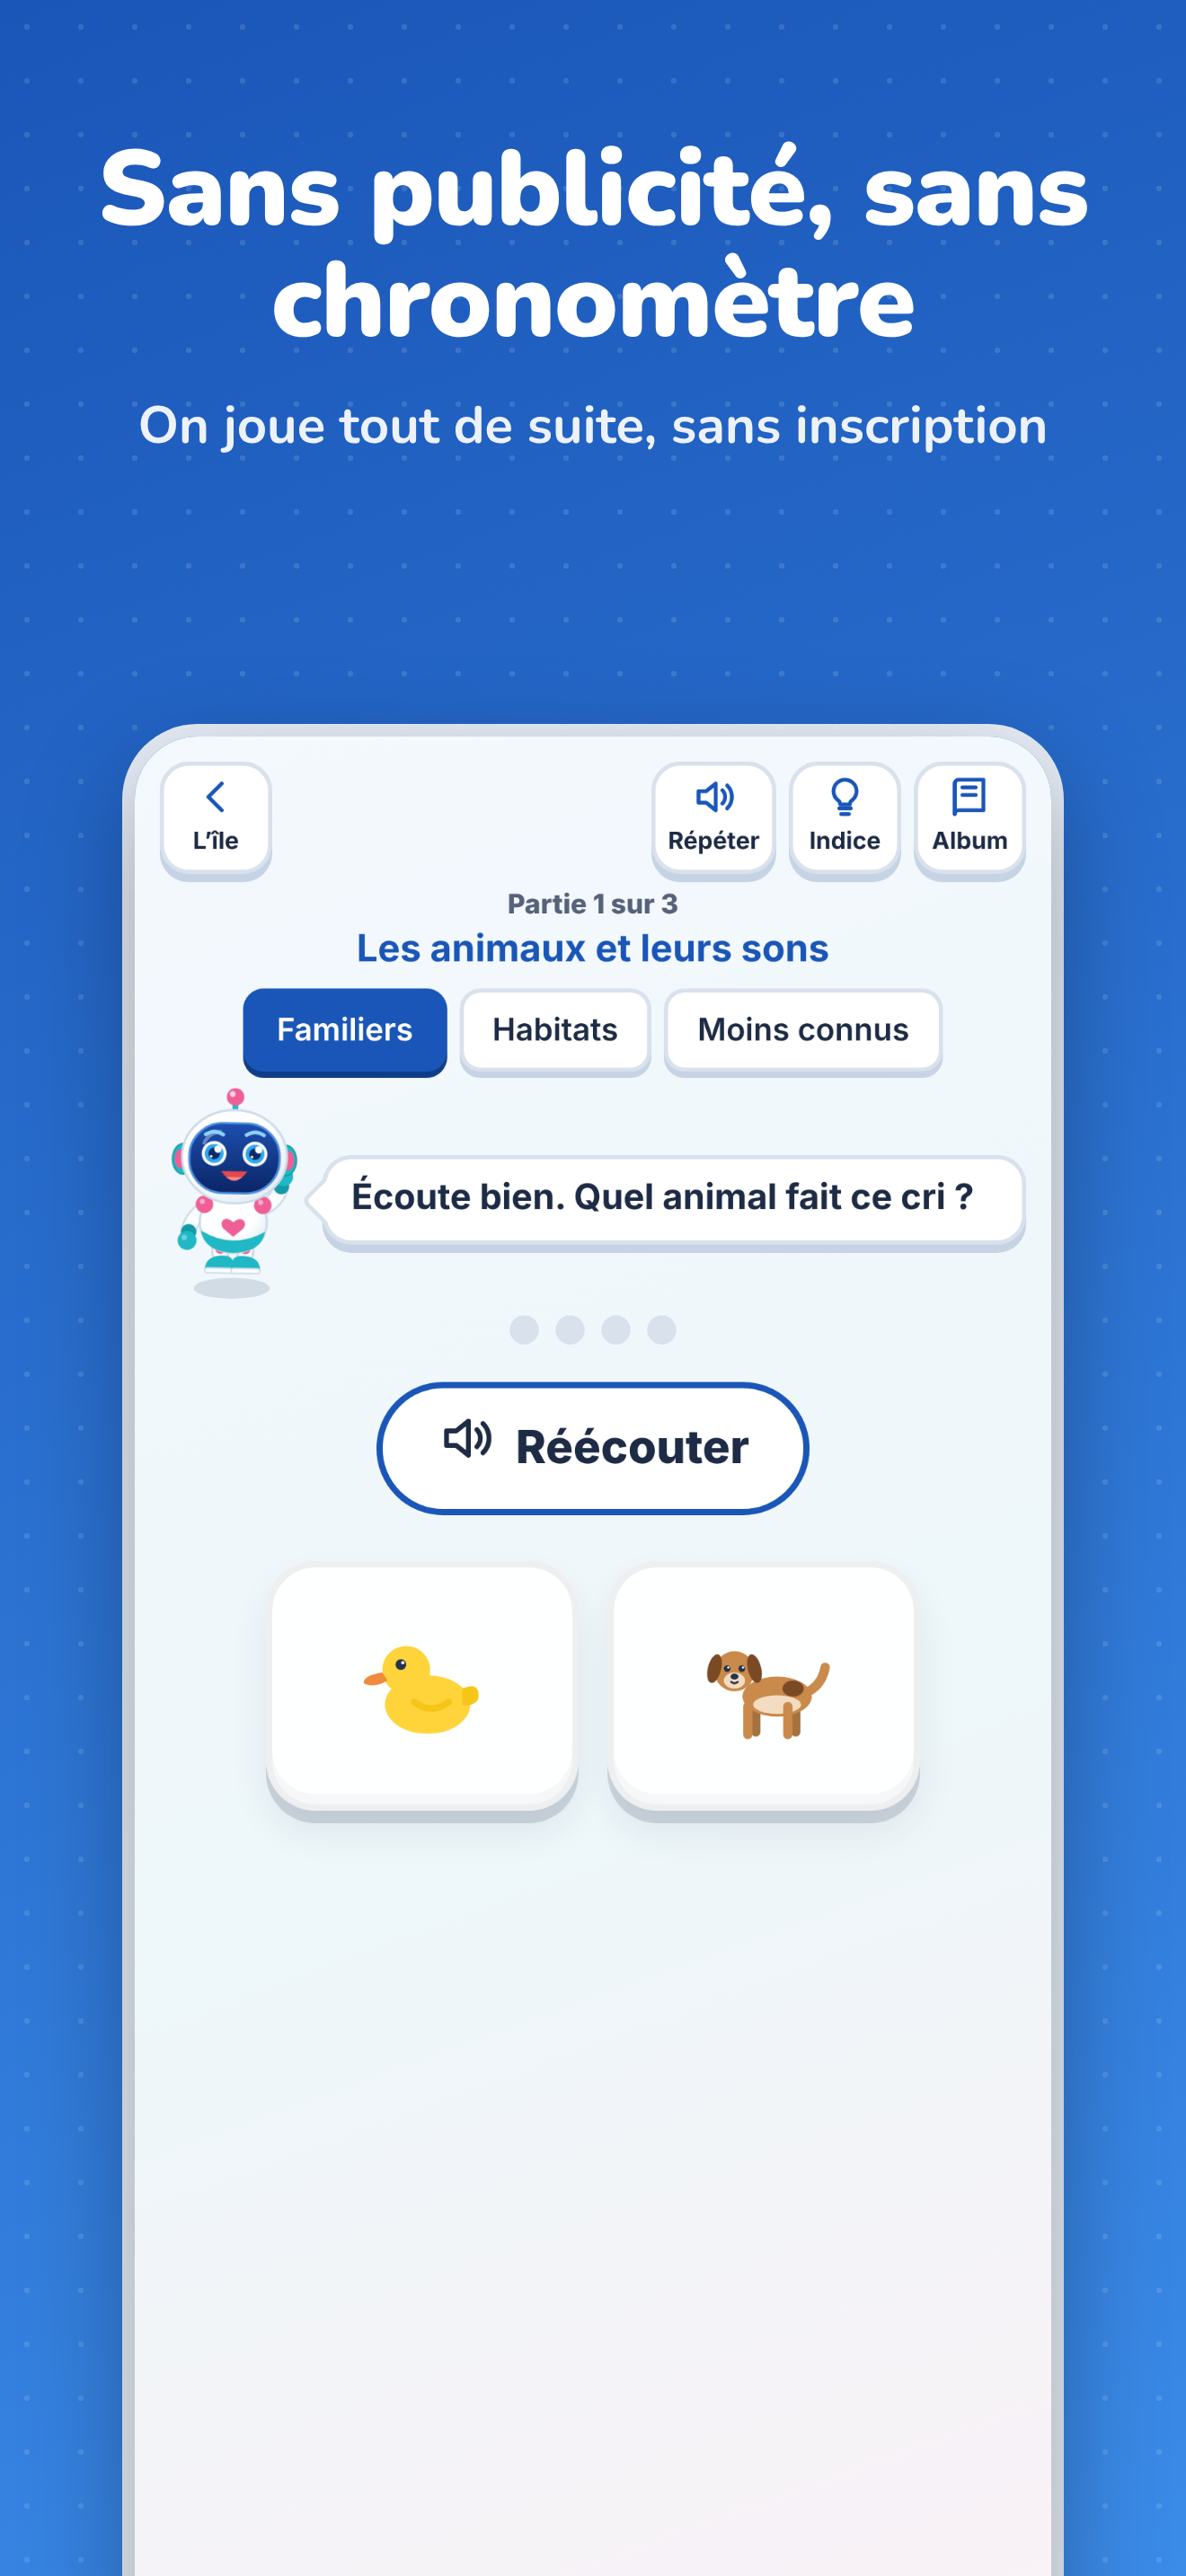 Sans publicité, sans
chronomètre
On joue tout de suite, sans inscription
L'île
Répéter
Indice
Album
Partie 1 sur 3
Les animaux et leurs sons
Familiers
Habitats
Moins connus
Écoute bien. Quel animal fait ce cri ?
Réécouter